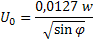 U₀ = 0,0127 w / √sin φ